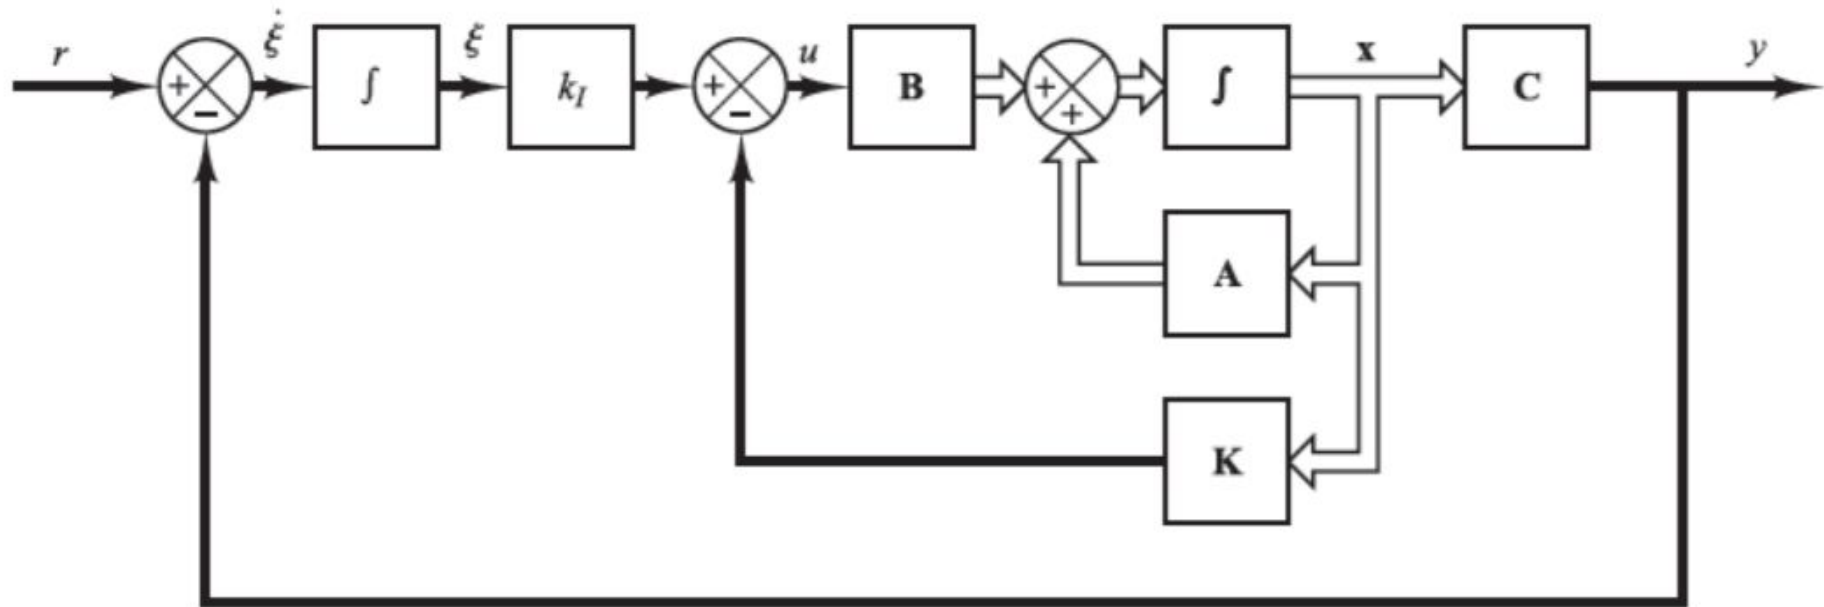 r
+
−
ξ̇
∫
ξ
k_I
+
−
u
B
+
+
∫
x
C
y
A
K